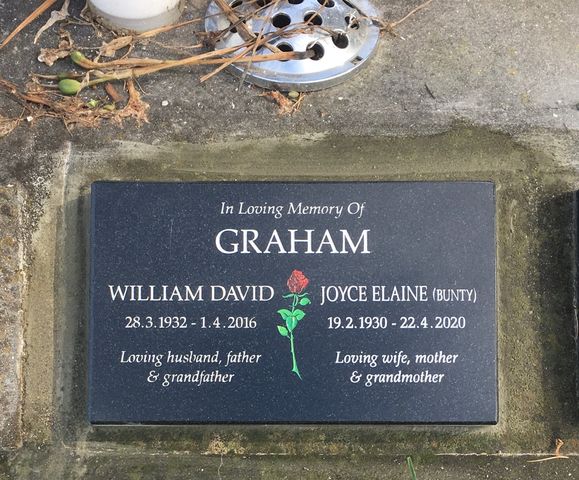 In Loving Memory Of
GRAHAM
WILLIAM DAVID
28.3.1932 - 1.4.2016
Loving husband, father
& grandfather
JOYCE ELAINE (BUNTY)
19.2.1930 - 22.4.2020
Loving wife, mother
& grandmother